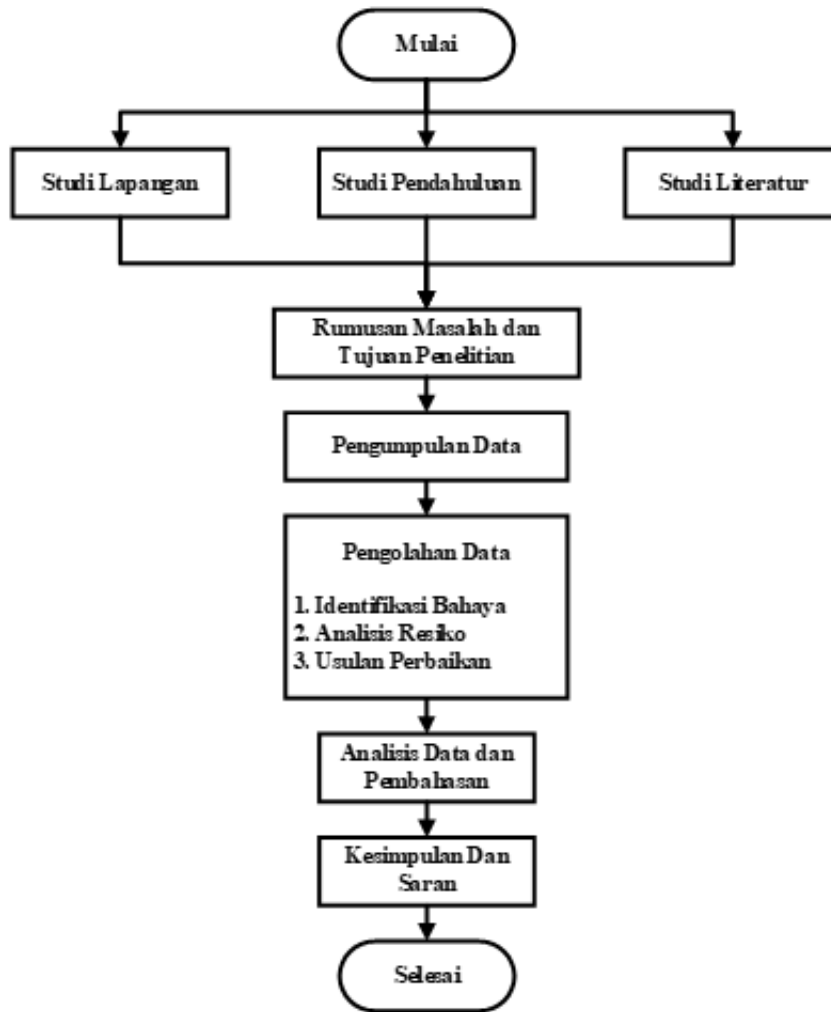 Mulai
Studi Lapangan
Studi Pendahuluan
Studi Literatur
Rumusan Masalah dan
Tujuan Penelitian
Pengumpulan Data
Pengolahan Data
1. Identifikasi Bahaya
2. Analisis Resiko
3. Usulan Perbaikan
Analisis Data dan
Pembahasan
Kesimpulan Dan
Saran
Selesai